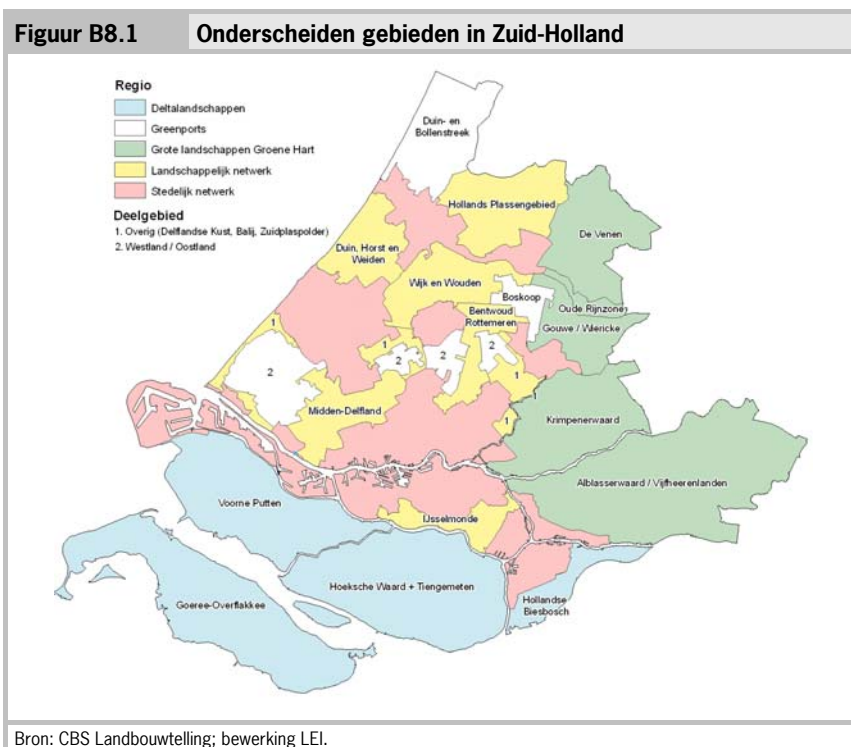 Figuur B8.1 Onderscheiden gebieden in Zuid-Holland
Regio
Deltalandschappen
Greenports
Grote landschappen Groene Hart
Landschappelijk netwerk
Stedelijk netwerk
Deelgebied
1. Overig (Delflandse Kust, Balij, Zuidplaspolder)
2. Westland / Oostland
Duin- en
Bollenstreek
Hollands Plassengebied
De Venen
Duin, Horst en
Weiden
Wijk en Wouden
Boskoop
Oude Rijnzone
Bentwoud
Rottemeren
Gouwe / Wiericke
1
1
2
2
2
2
1
1
1
Midden-Delfland
Krimpenerwaard
Alblasserwaard / Vijfheerenlanden
Voorne Putten
IJsselmonde
Hoeksche Waard + Tiengemeten
Hollandse
Biesbosch
Goeree-Overflakkee
Bron: CBS Landbouwtelling; bewerking LEI.